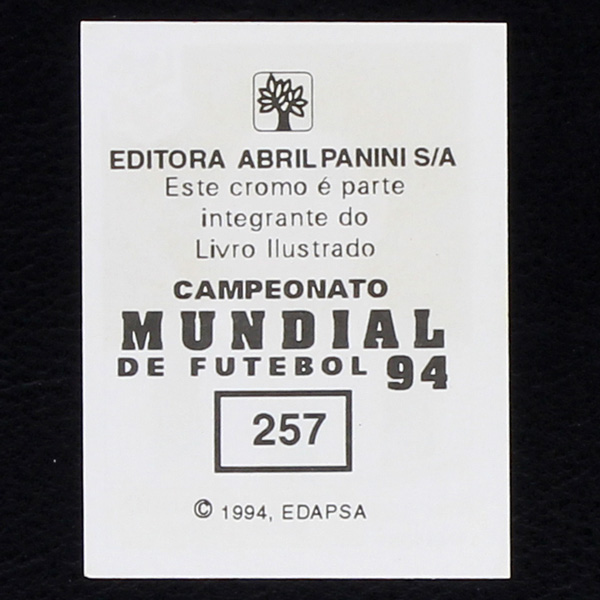 EDITORA ABRIL PANINI S/A
Este cromo é parte
integrante do
Livro Ilustrado
CAMPEONATO
MUNDIAL
DE FUTEBOL 94
257
© 1994, EDAPSA